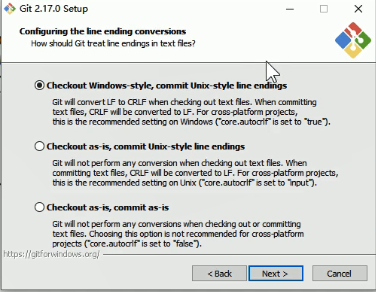 Git 2.17.0 Setup
Configuring the line ending conversions
How should Git treat line endings in text files?
Checkout Windows-style, commit Unix-style line endings
Git will convert LF to CRLF when checking out text files. When committing
text files, CRLF will be converted to LF. For cross-platform projects,
this is the recommended setting on Windows ("core.autocrlf" is set to "true").
Checkout as-is, commit Unix-style line endings
Git will not perform any conversion when checking out text files. When
committing text files, CRLF will be converted to LF. For cross-platform projects,
this is the recommended setting on Unix ("core.autocrlf" is set to "input").
Checkout as-is, commit as-is
Git will not perform any conversions when checking out or committing
text files. Choosing this option is not recommended for cross-platform
projects ("core.autocrlf" is set to "false").
https://gitforwindows.org/
< Back
Next >
Cancel